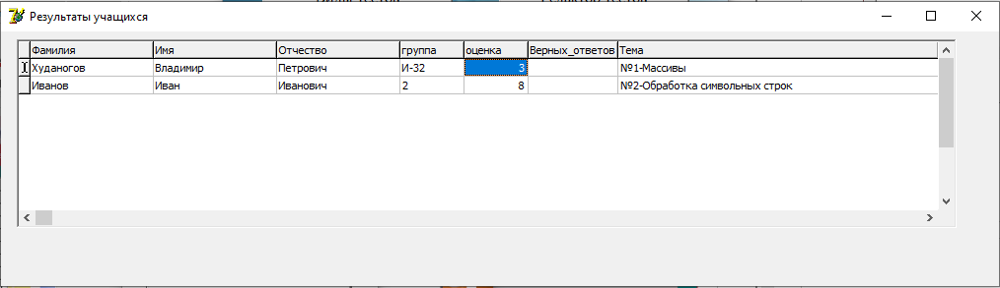 Результаты учащихся
Фамилия Имя Отчество группа оценка Верных_ответов Тема
Худаногов Владимир Петрович И-32 3 №1-Массивы
Иванов Иван Иванович 2 8 №2-Обработка символьных строк